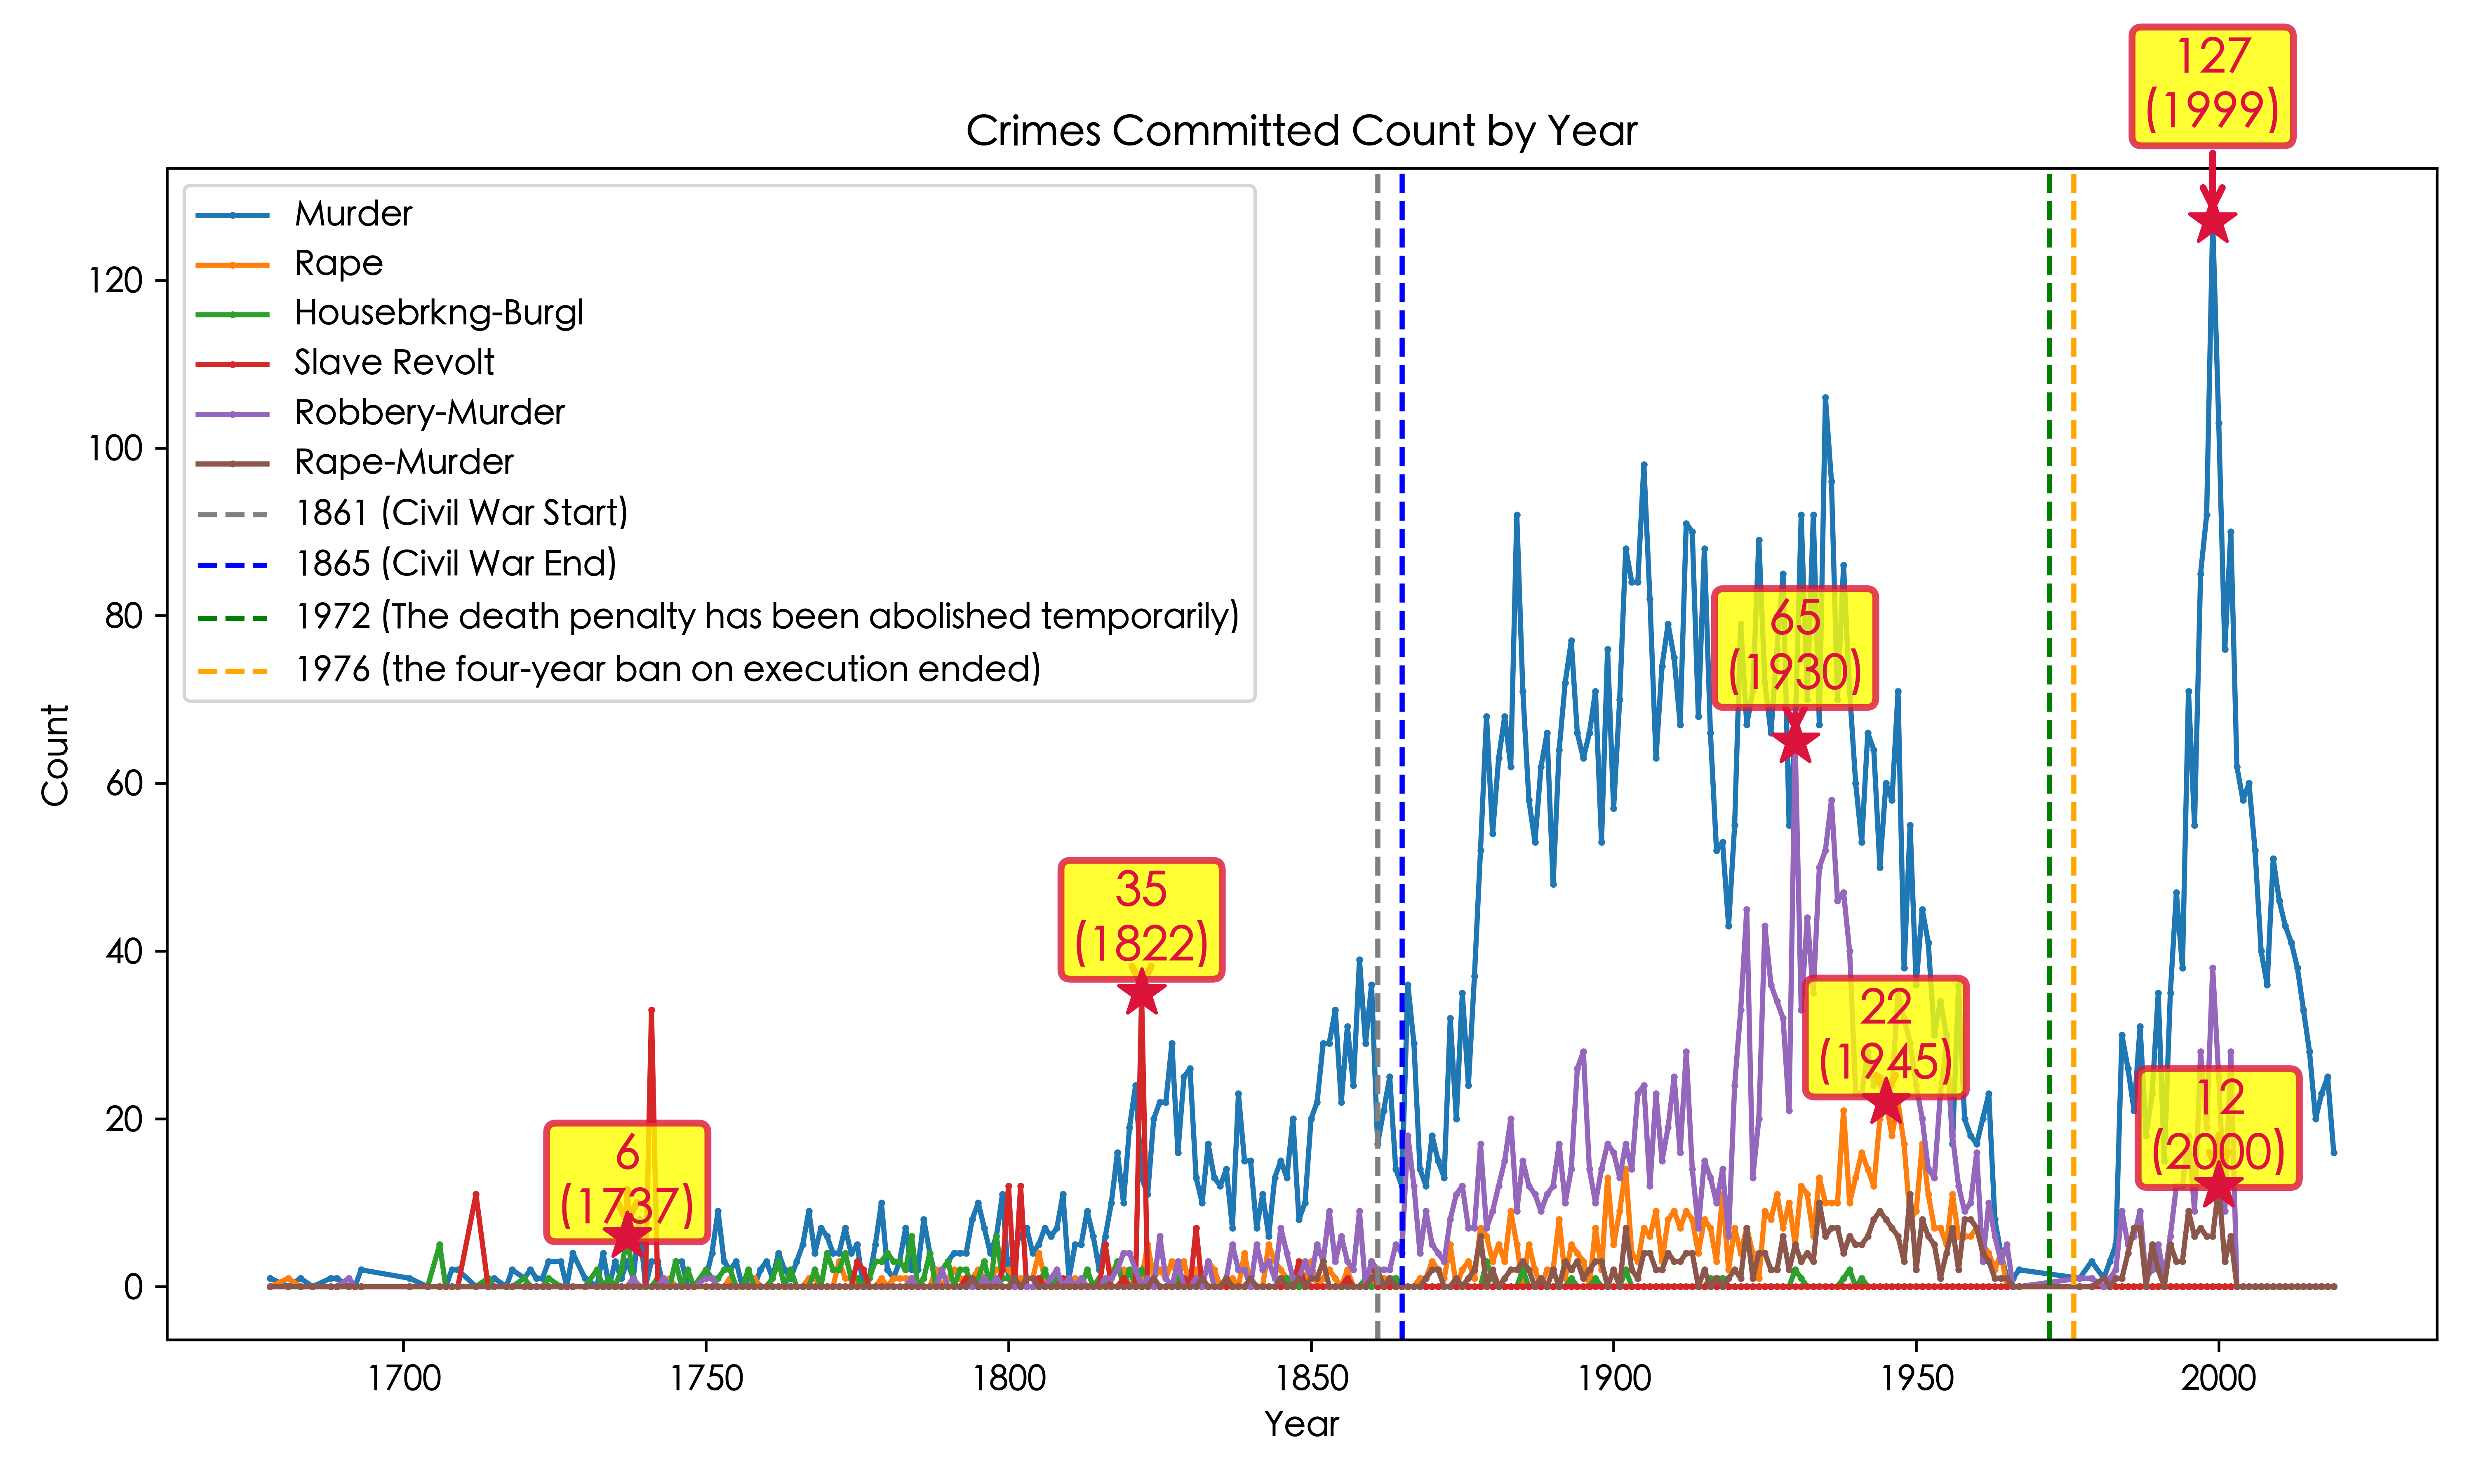 127
(1999)
Crimes Committed Count by Year
Murder
Rape
Housebrkng-Burgl
Slave Revolt
Robbery-Murder
Rape-Murder
1861 (Civil War Start)
1865 (Civil War End)
1972 (The death penalty has been abolished temporarily)
1976 (the four-year ban on execution ended)
65
(1930)
35
(1822)
22
(1945)
12
(2000)
6
(1737)
120
100
80
60
40
20
0
Count
1700 1750 1800 1850 1900 1950 2000
Year